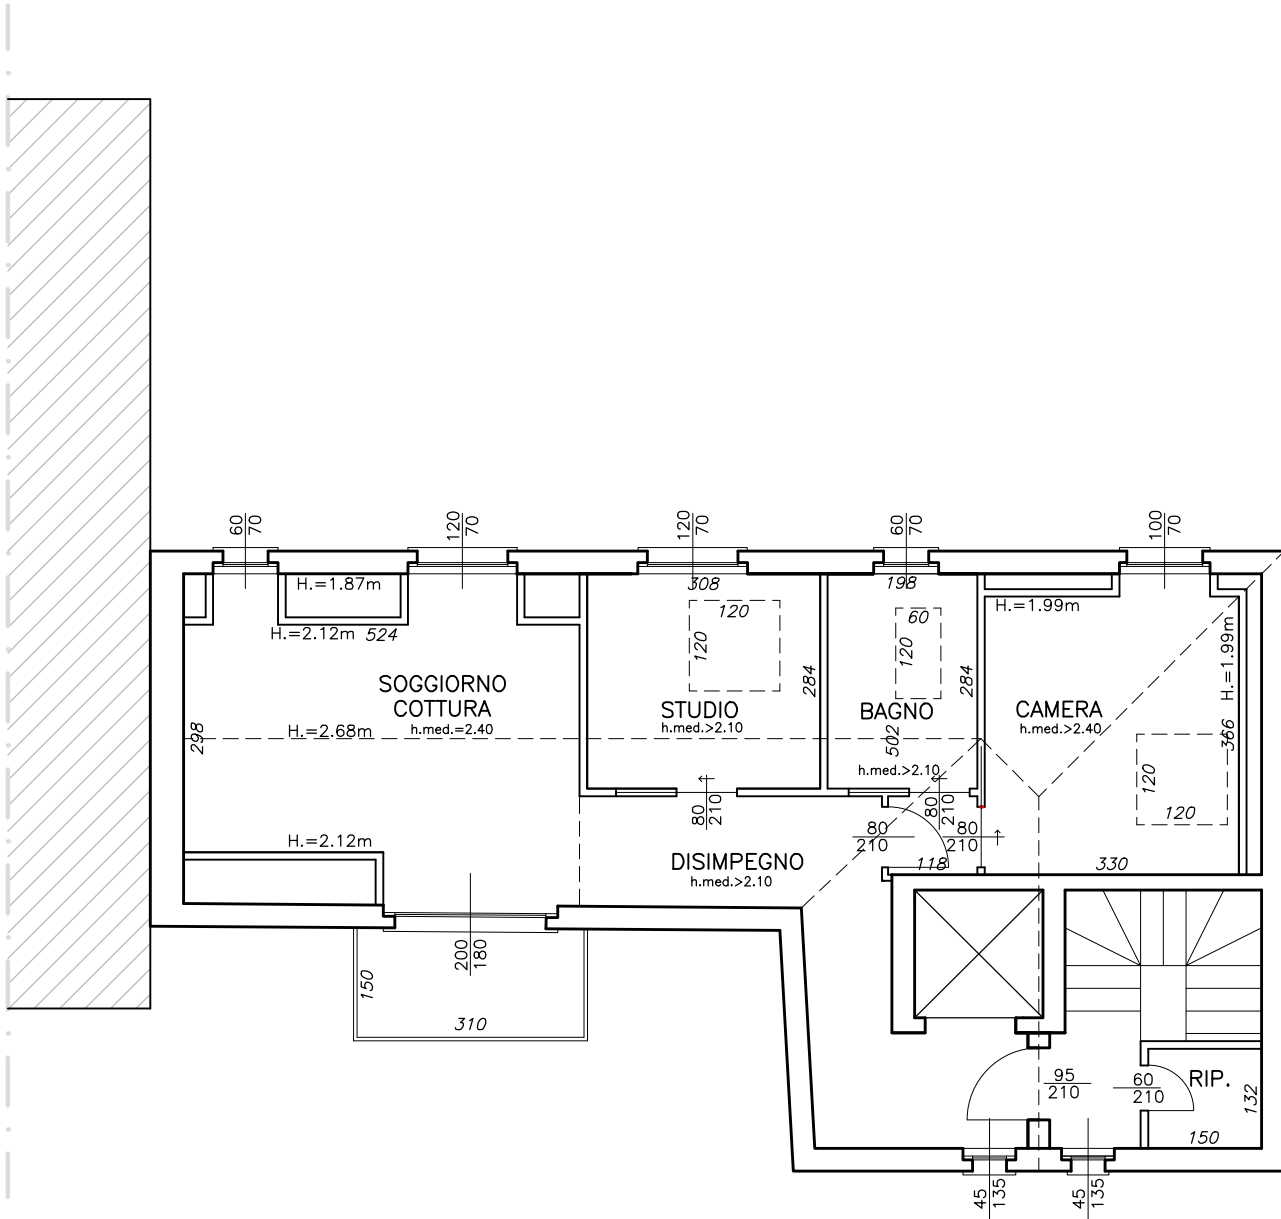 60
70
120
70
120
70
60
70
100
70
H.=1.87m
308
198
H.=1.99m
120
60
H.=2.12m 524
120
120
H.=1.99m
SOGGIORNO
COTTURA
h.med.=2.40
284
284
STUDIO
h.med.>2.10
BAGNO
CAMERA
h.med.>2.40
298
H.=2.68m
502
366
h.med.>2.10
120
120
80
210
80
210
H.=2.12m
80
210
80
210
DISIMPEGNO
h.med.>2.10
118
330
200
180
150
310
95
210
60
210
RIP.
132
150
45
135
45
135